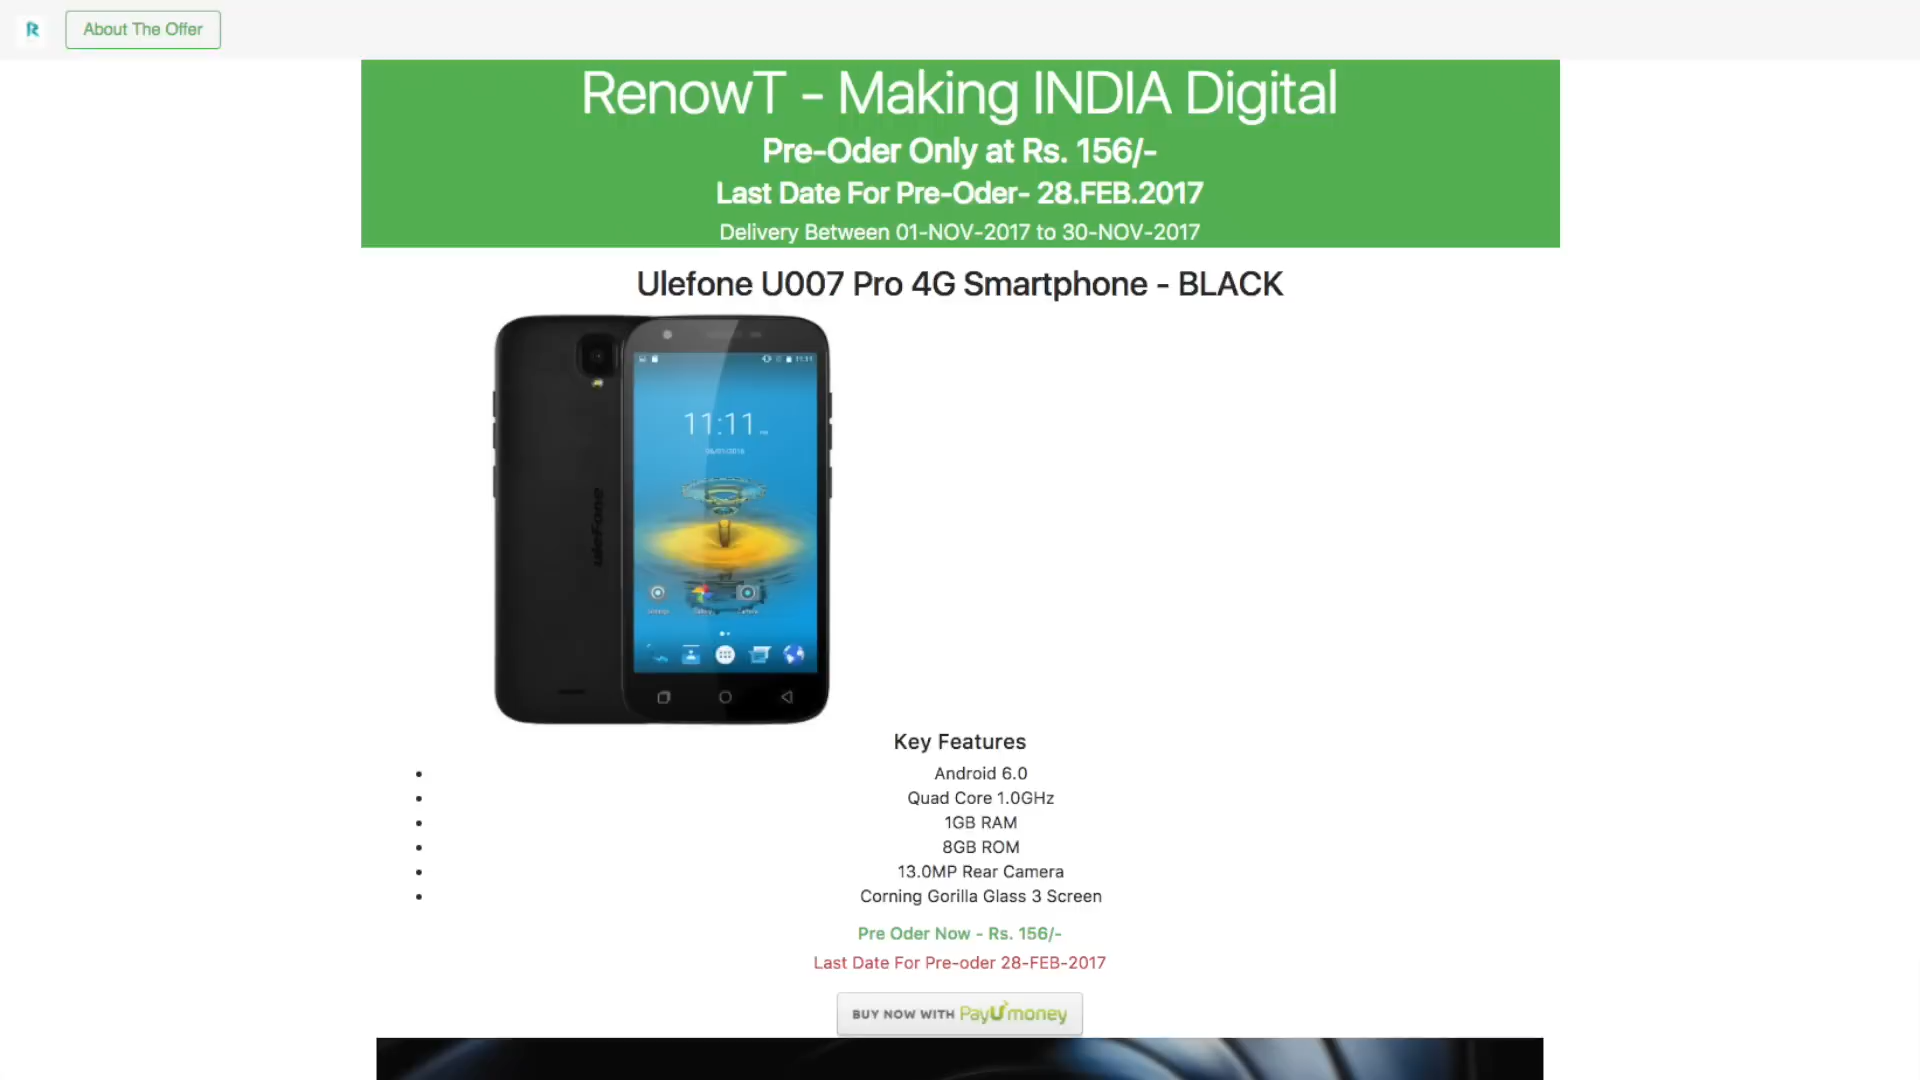 R
About The Offer
RenowT - Making INDIA Digital
Pre-Oder Only at Rs. 156/-
Last Date For Pre-Oder- 28.FEB.2017
Delivery Between 01-NOV-2017 to 30-NOV-2017
Ulefone U007 Pro 4G Smartphone - BLACK
11:11
11:11
uleFone
Key Features
Android 6.0
Quad Core 1.0GHz
1GB RAM
8GB ROM
13.0MP Rear Camera
Corning Gorilla Glass 3 Screen
Pre Oder Now - Rs. 156/-
Last Date For Pre-oder 28-FEB-2017
BUY NOW WITH PayUmoney